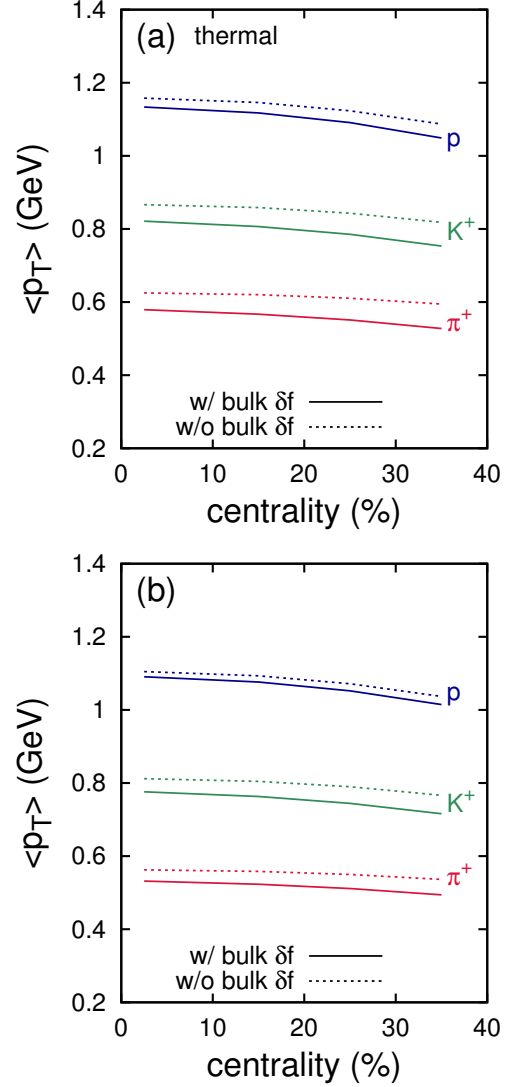 (a) thermal
1.4
1.2
1
0.8
0.6
0.4
0.2
<p_T> (GeV)
p
K⁺
π⁺
w/ bulk δf
w/o bulk δf
0 10 20 30 40
centrality (%)
(b)
1.4
1.2
1
0.8
0.6
0.4
0.2
<p_T> (GeV)
p
K⁺
π⁺
w/ bulk δf
w/o bulk δf
0 10 20 30 40
centrality (%)